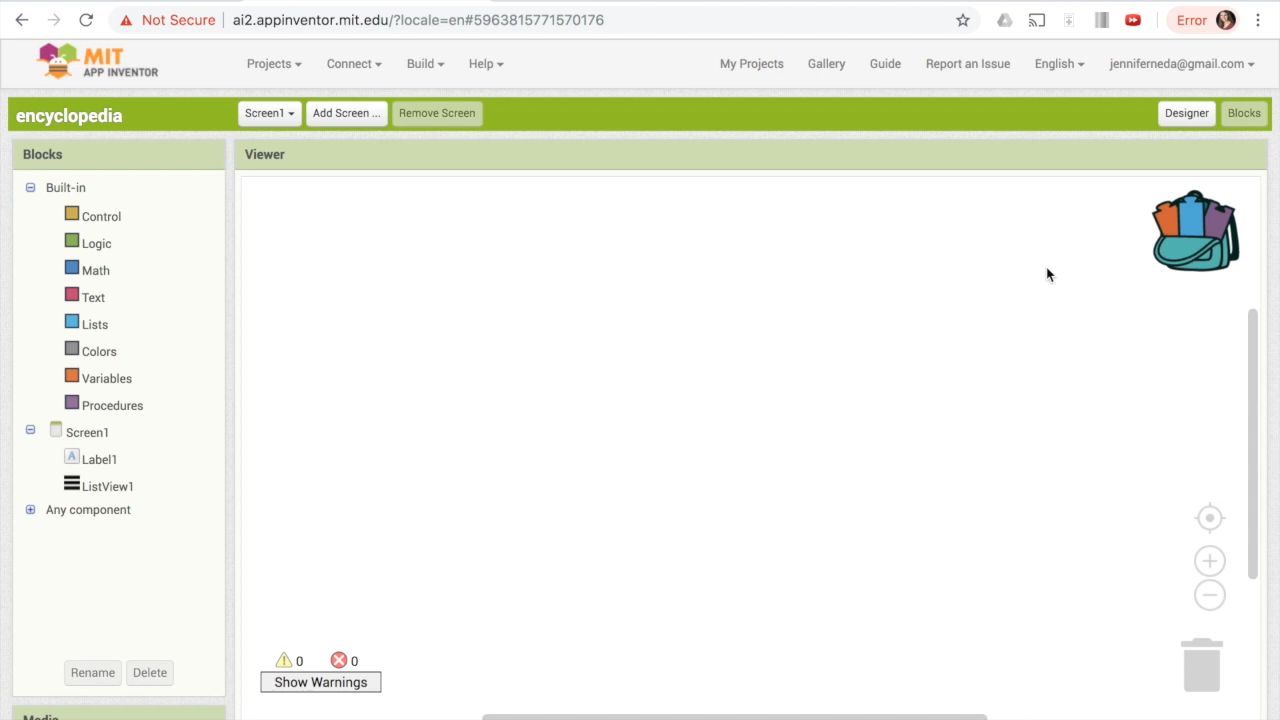 Not Secure ai2.appinventor.mit.edu/?locale=en#5963815771570176 Error
MIT
APP INVENTOR
Projects Connect Build Help My Projects Gallery Guide Report an Issue English jenniferneda@gmail.com
encyclopedia Screen1 Add Screen ... Remove Screen Designer Blocks
Blocks Viewer
Built-in
Control
Logic
Math
Text
Lists
Colors
Variables
Procedures
Screen1
A Label1
ListView1
Any component
0 0
Rename Delete Show Warnings
Media